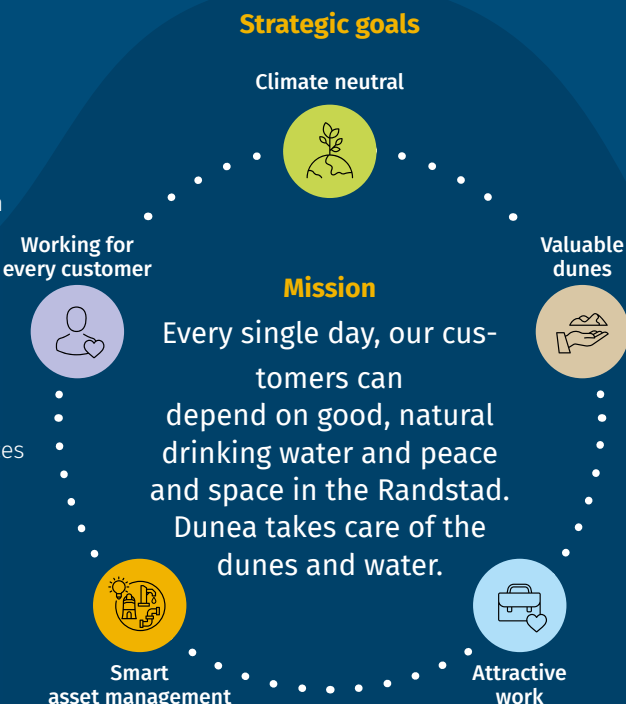 Strategic goals
Climate neutral
Working for
every customer
Valuable
dunes
Mission
Every single day, our cus-
tomers can
depend on good, natural
drinking water and peace
and space in the Randstad.
Dunea takes care of the
dunes and water.
Smart
asset management
Attractive
work